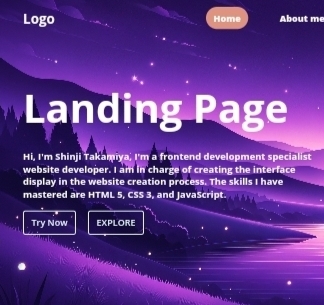 Logo
Home
About me
Landing Page
Hi, I'm Shinji Takamiya, I'm a frontend development specialist
website developer. I am in charge of creating the interface
display in the website creation process. The skills I have
mastered are HTML 5, CSS 3, and JavaScript.
Try Now
EXPLORE